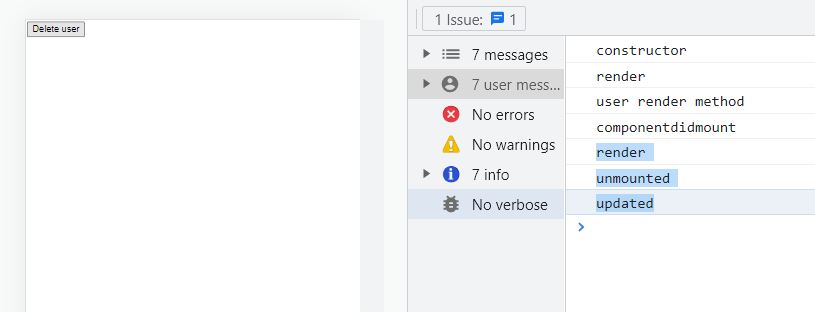 Delete user
1 Issue: 1
7 messages
7 user mess...
No errors
No warnings
7 info
No verbose
constructor
render
user render method
componentdidmount
render
unmounted
updated